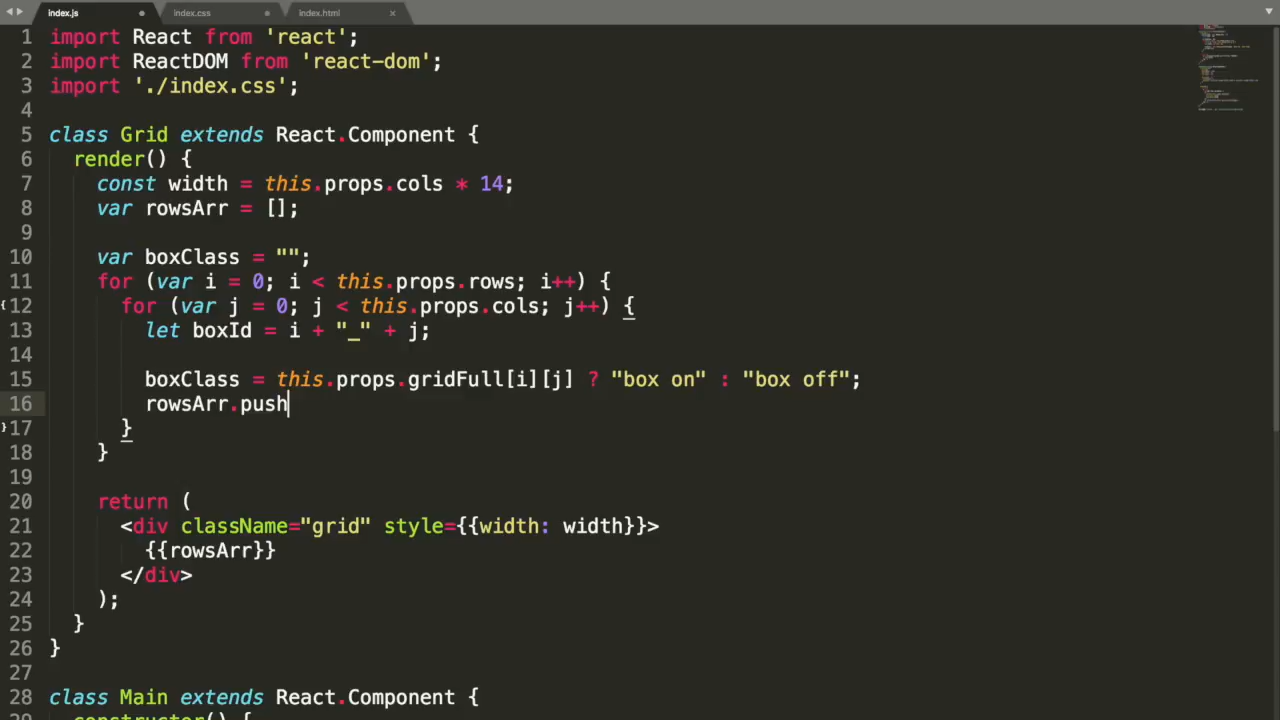 index.js
index.css
index.html
1 import React from 'react';
2 import ReactDOM from 'react-dom';
3 import './index.css';
4
5 class Grid extends React.Component {
6 render() {
7 const width = this.props.cols * 14;
8 var rowsArr = [];
9
10 var boxClass = "";
11 for (var i = 0; i < this.props.rows; i++) {
12 for (var j = 0; j < this.props.cols; j++) {
13 let boxId = i + "_" + j;
14
15 boxClass = this.props.gridFull[i][j] ? "box on" : "box off";
16 rowsArr.push
17 }
18 }
19
20 return (
21 <div className="grid" style={{width: width}}>
22 {{rowsArr}}
23 </div>
24 );
25 }
26 }
27
28 class Main extends React.Component {
29 constructor() {